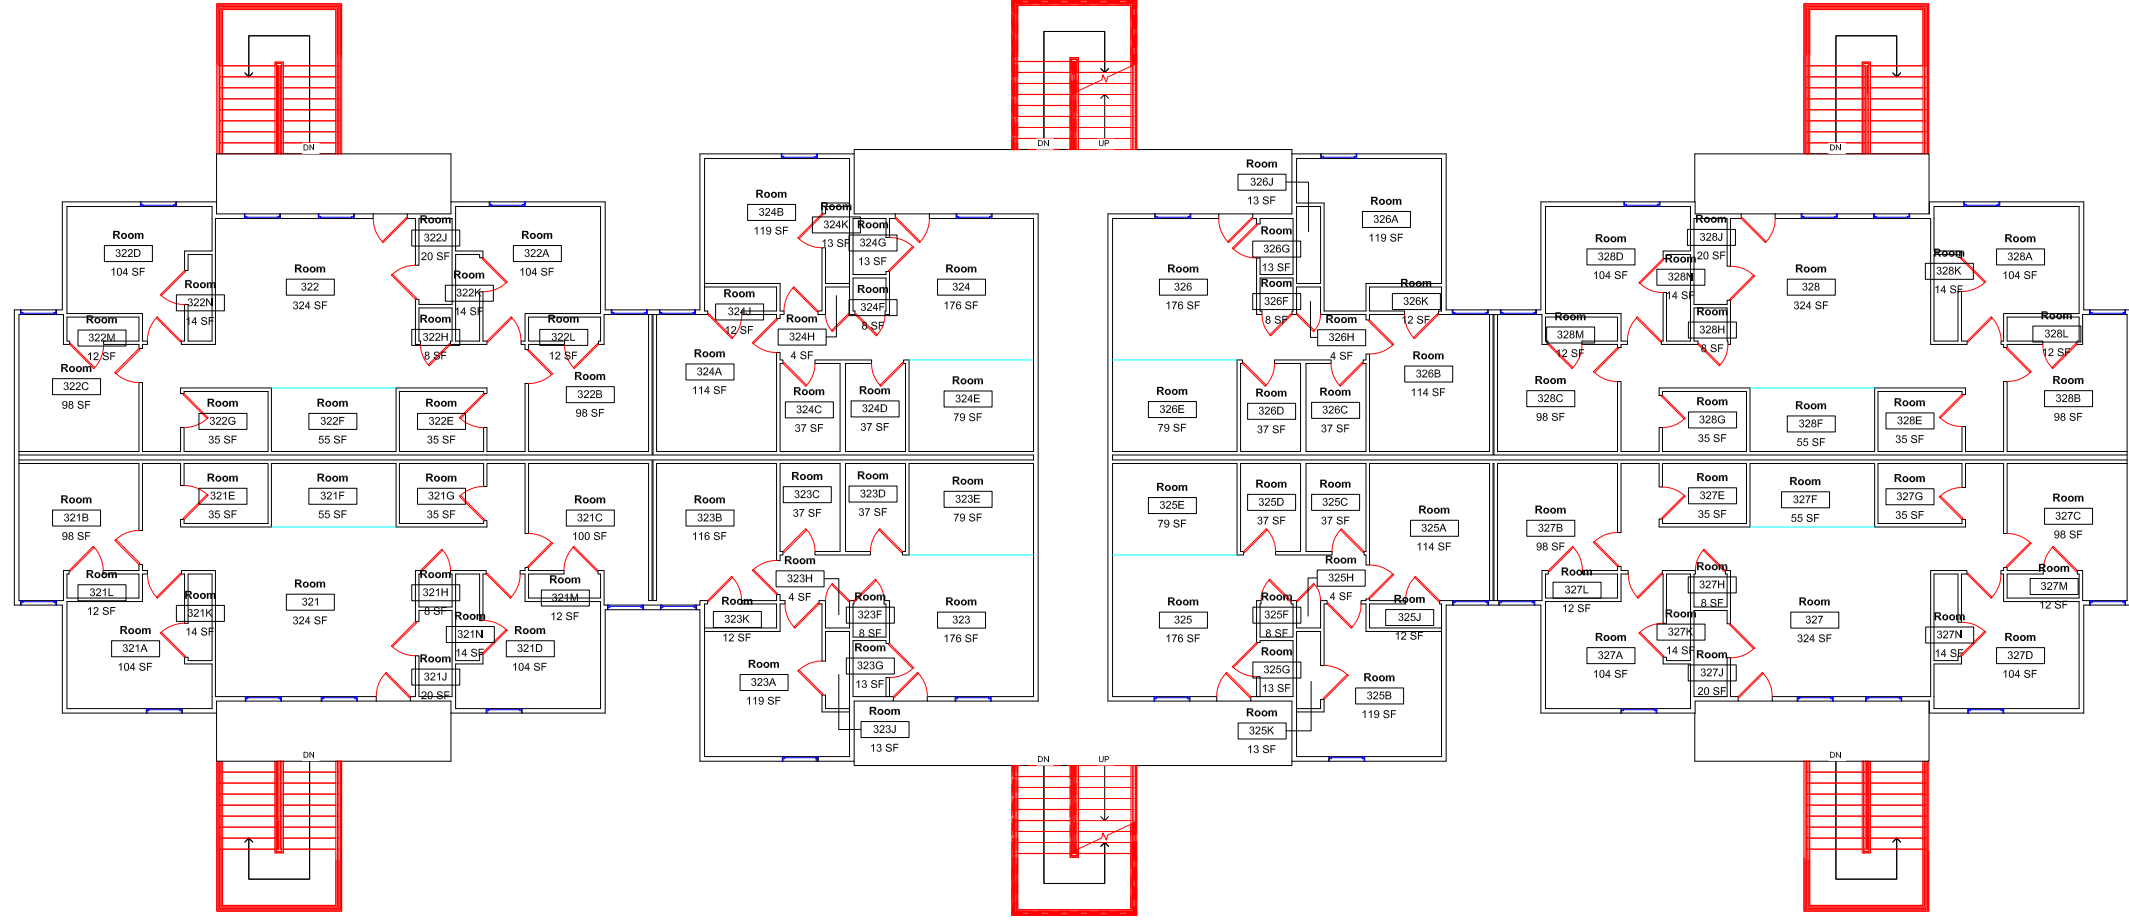 DN
DN
UP
DN
Room
322D
104 SF
Room
322
324 SF
Room
322J
20 SF
Room
322A
104 SF
Room
322N
14 SF
Room
322K
14 SF
Room
322M
12 SF
Room
322H
8 SF
Room
322L
12 SF
Room
322C
98 SF
Room
322B
98 SF
Room
322G
35 SF
Room
322F
55 SF
Room
322E
35 SF
Room
324B
119 SF
Room
324K
13 SF
Room
324G
13 SF
Room
324
176 SF
Room
324J
12 SF
Room
324F
8 SF
Room
324H
4 SF
Room
324A
114 SF
Room
324C
37 SF
Room
324D
37 SF
Room
324E
79 SF
Room
326J
13 SF
Room
326A
119 SF
Room
326G
13 SF
Room
326
176 SF
Room
326F
8 SF
Room
326K
12 SF
Room
326H
4 SF
Room
326B
114 SF
Room
326E
79 SF
Room
326D
37 SF
Room
326C
37 SF
Room
328D
104 SF
Room
328J
20 SF
Room
328N
14 SF
Room
328
324 SF
Room
328K
14 SF
Room
328A
104 SF
Room
328M
12 SF
Room
328H
8 SF
Room
328L
12 SF
Room
328C
98 SF
Room
328B
98 SF
Room
328G
35 SF
Room
328F
55 SF
Room
328E
35 SF
Room
321B
98 SF
Room
321E
35 SF
Room
321F
55 SF
Room
321G
35 SF
Room
321C
100 SF
Room
321L
12 SF
Room
321K
14 SF
Room
321
324 SF
Room
321H
8 SF
Room
321M
12 SF
Room
321N
14 SF
Room
321A
104 SF
Room
321D
104 SF
Room
321J
20 SF
Room
323B
116 SF
Room
323C
37 SF
Room
323D
37 SF
Room
323E
79 SF
Room
323H
4 SF
Room
323K
12 SF
Room
323F
8 SF
Room
323
176 SF
Room
323G
13 SF
Room
323A
119 SF
Room
323J
13 SF
Room
325E
79 SF
Room
325D
37 SF
Room
325C
37 SF
Room
325A
114 SF
Room
325H
4 SF
Room
325
176 SF
Room
325F
8 SF
Room
325J
12 SF
Room
325G
13 SF
Room
325B
119 SF
Room
325K
13 SF
Room
327B
98 SF
Room
327E
35 SF
Room
327F
55 SF
Room
327G
35 SF
Room
327C
98 SF
Room
327L
12 SF
Room
327H
8 SF
Room
327M
12 SF
Room
327K
14 SF
Room
327
324 SF
Room
327N
14 SF
Room
327A
104 SF
Room
327D
104 SF
Room
327J
20 SF
DN
DN
UP
DN